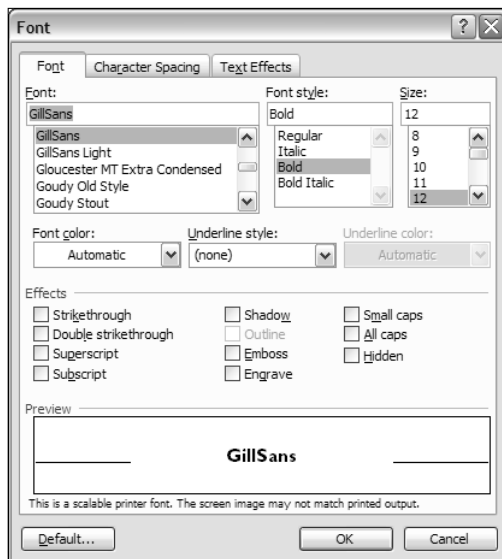 Font
Font Character Spacing Text Effects
Font: Font style: Size:
GillSans Bold 12
GillSans Regular 8
GillSans Light Italic 9
Gloucester MT Extra Condensed Bold 10
Goudy Old Style Bold Italic 11
Goudy Stout 12
Font color: Underline style: Underline color:
Automatic (none) Automatic
Effects
Strikethrough Shadow Small caps
Double strikethrough Outline All caps
Superscript Emboss Hidden
Subscript Engrave
Preview
GillSans
This is a scalable printer font. The screen image may not match printed output.
Default... OK Cancel